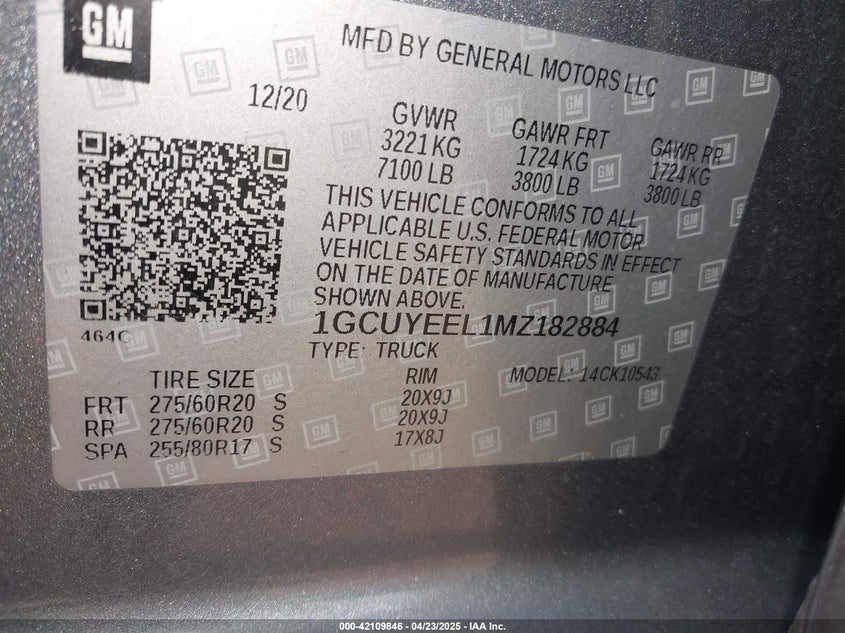 GM
MFD BY GENERAL MOTORS LLC
12/20
GVWR GAWR FRT GAWR RR
3221 KG 1724 KG 1724 KG
7100 LB 3800 LB 3800 LB
THIS VEHICLE CONFORMS TO ALL
APPLICABLE U.S. FEDERAL MOTOR
VEHICLE SAFETY STANDARDS IN EFFECT
ON THE DATE OF MANUFACTURE
SHOWN ABOVE.
464C
1GCUYEEL1MZ182884
TYPE: TRUCK
MODEL: 14CK10543
TIRE SIZE RIM
FRT 275/60R20 S 20X9J
RR 275/60R20 S 20X9J
SPA 255/80R17 S 17X8J
000-42109846 - 04/23/2025 - IAA Inc.